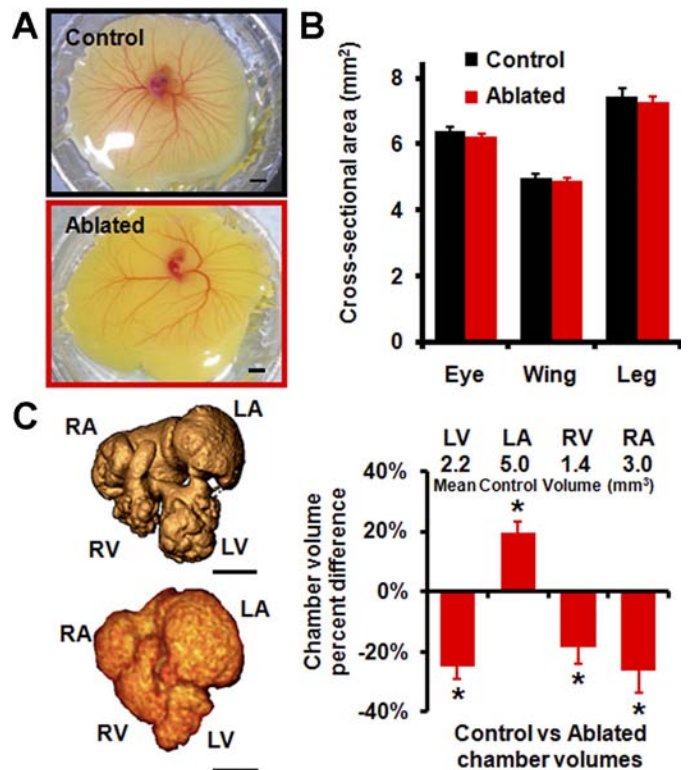 A
Control
Ablated
B
Cross-sectional area (mm²)
8
6
4
2
0
Control
Ablated
Eye Wing Leg
C
RA
LA
RV
LV
RA
LA
RV
LV
Chamber volume
percent difference
LV LA RV RA
2.2 5.0 1.4 3.0
Mean Control Volume (mm³)
40%
20%
0%
-20%
-40%
*
*
*
*
Control vs Ablated
chamber volumes